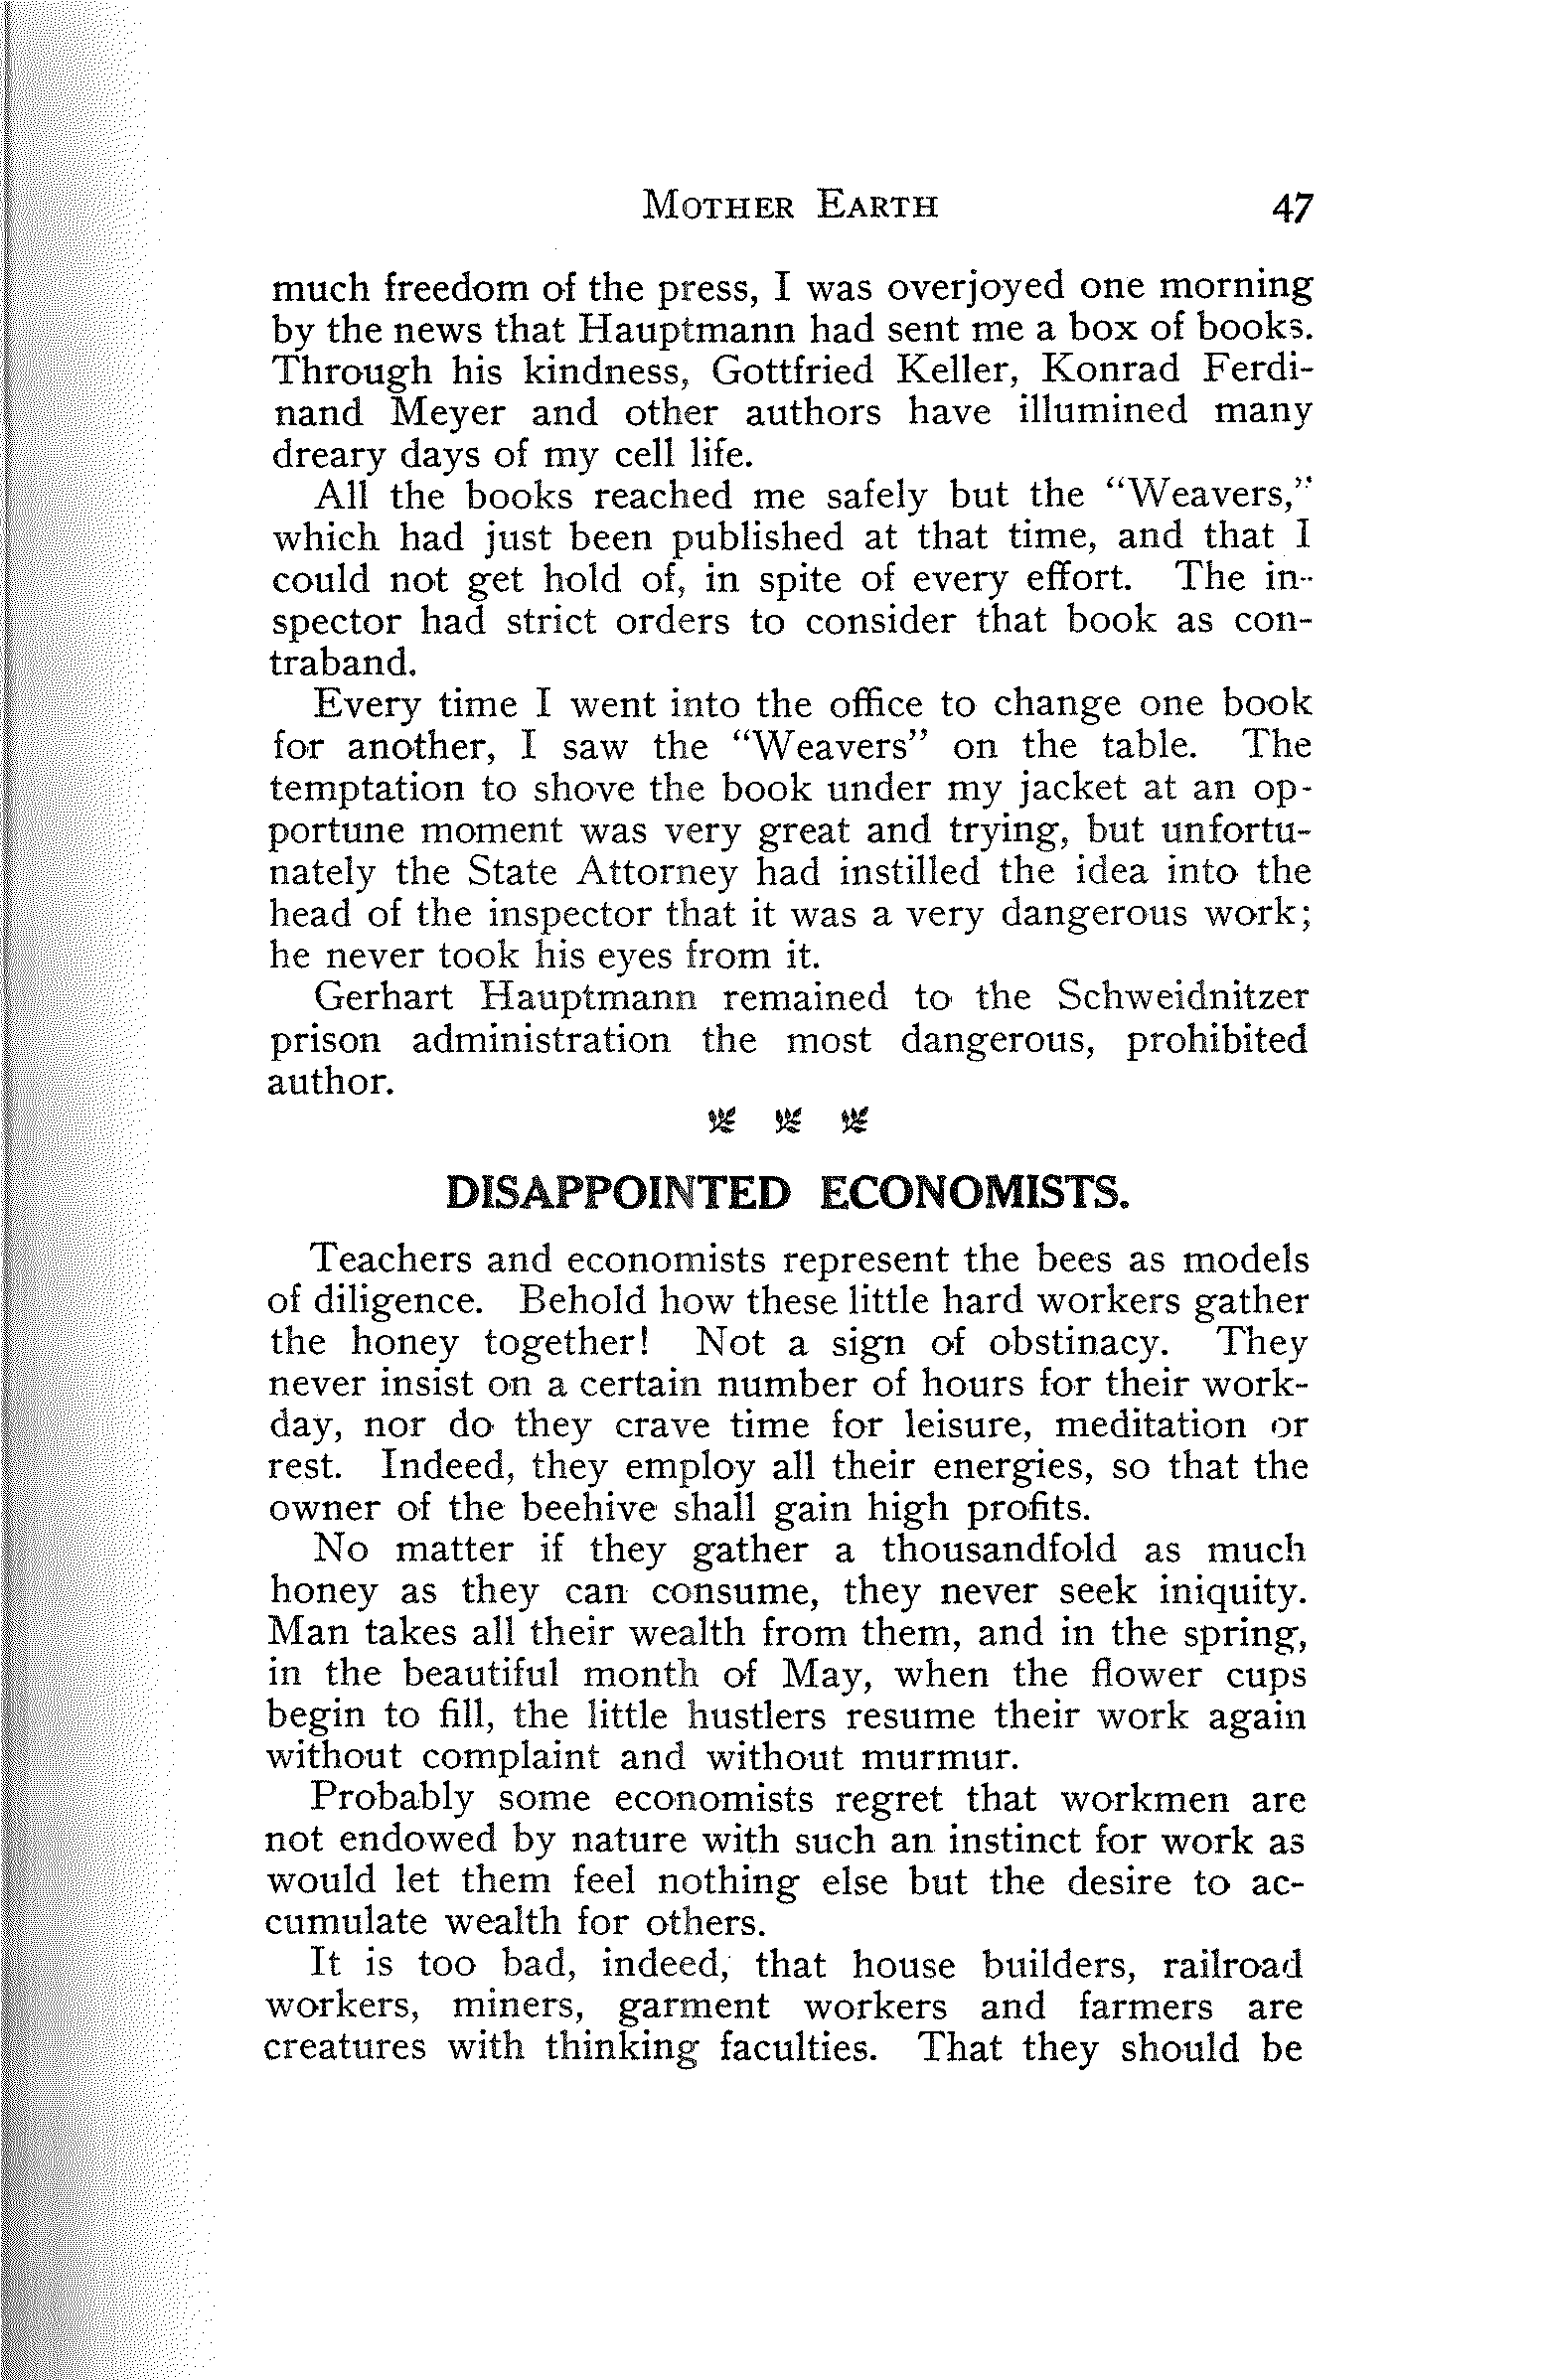 MOTHER EARTH 47
much freedom of the press, I was overjoyed one morning
by the news that Hauptmann had sent me a box of books.
Through his kindness, Gottfried Keller, Konrad Ferdi-
nand Meyer and other authors have illumined many
dreary days of my cell life.
All the books reached me safely but the “Weavers,”
which had just been published at that time, and that I
could not get hold of, in spite of every effort. The in-
spector had strict orders to consider that book as con-
traband.
Every time I went into the office to change one book
for another, I saw the “Weavers” on the table. The
temptation to shove the book under my jacket at an op-
portune moment was very great and trying, but unfortu-
nately the State Attorney had instilled the idea into the
head of the inspector that it was a very dangerous work;
he never took his eyes from it.
Gerhart Hauptmann remained to the Schweidnitzer
prison administration the most dangerous, prohibited
author.
DISAPPOINTED ECONOMISTS.
Teachers and economists represent the bees as models
of diligence. Behold how these little hard workers gather
the honey together! Not a sign of obstinacy. They
never insist on a certain number of hours for their work-
day, nor do they crave time for leisure, meditation or
rest. Indeed, they employ all their energies, so that the
owner of the beehive shall gain high profits.
No matter if they gather a thousandfold as much
honey as they can consume, they never seek iniquity.
Man takes all their wealth from them, and in the spring,
in the beautiful month of May, when the flower cups
begin to fill, the little hustlers resume their work again
without complaint and without murmur.
Probably some economists regret that workmen are
not endowed by nature with such an instinct for work as
would let them feel nothing else but the desire to ac-
cumulate wealth for others.
It is too bad, indeed, that house builders, railroad
workers, miners, garment workers and farmers are
creatures with thinking faculties. That they should be